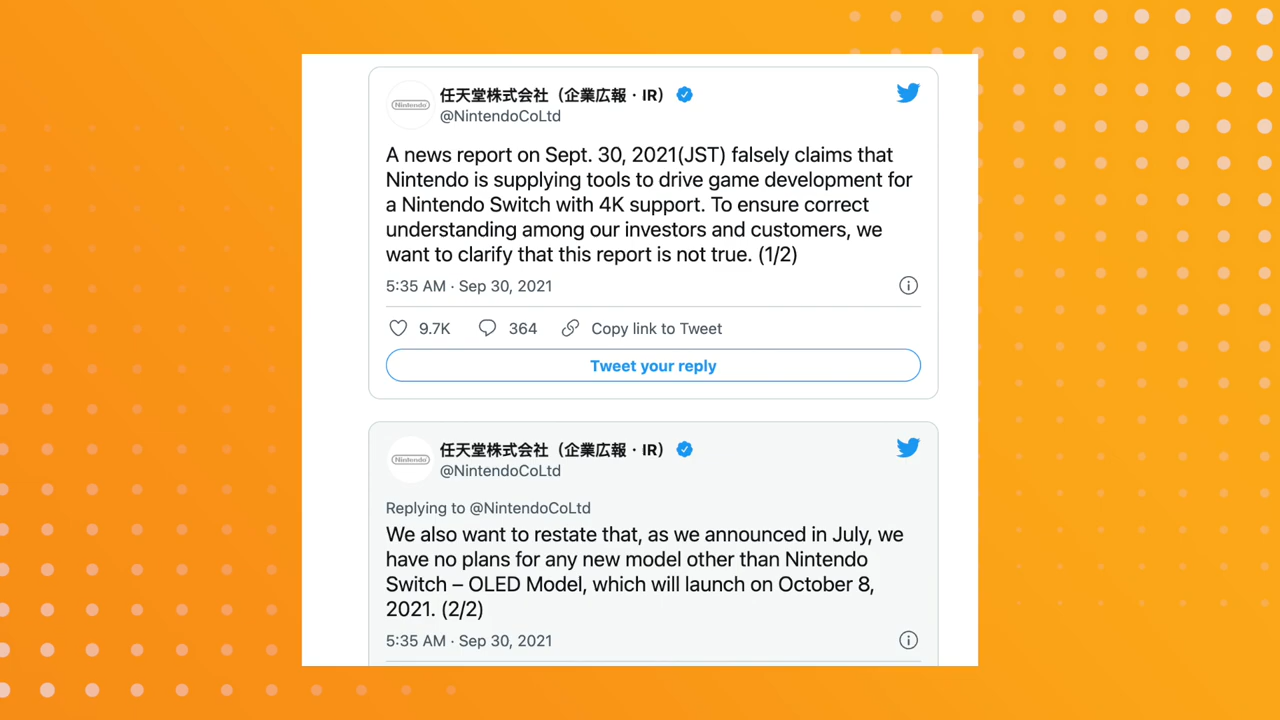 Nintendo
任天堂株式会社（企業広報・IR）
@NintendoCoLtd
A news report on Sept. 30, 2021(JST) falsely claims that
Nintendo is supplying tools to drive game development for
a Nintendo Switch with 4K support. To ensure correct
understanding among our investors and customers, we
want to clarify that this report is not true. (1/2)
5:35 AM · Sep 30, 2021
9.7K 364 Copy link to Tweet
Tweet your reply
Nintendo
任天堂株式会社（企業広報・IR）
@NintendoCoLtd
Replying to @NintendoCoLtd
We also want to restate that, as we announced in July, we
have no plans for any new model other than Nintendo
Switch – OLED Model, which will launch on October 8,
2021. (2/2)
5:35 AM · Sep 30, 2021